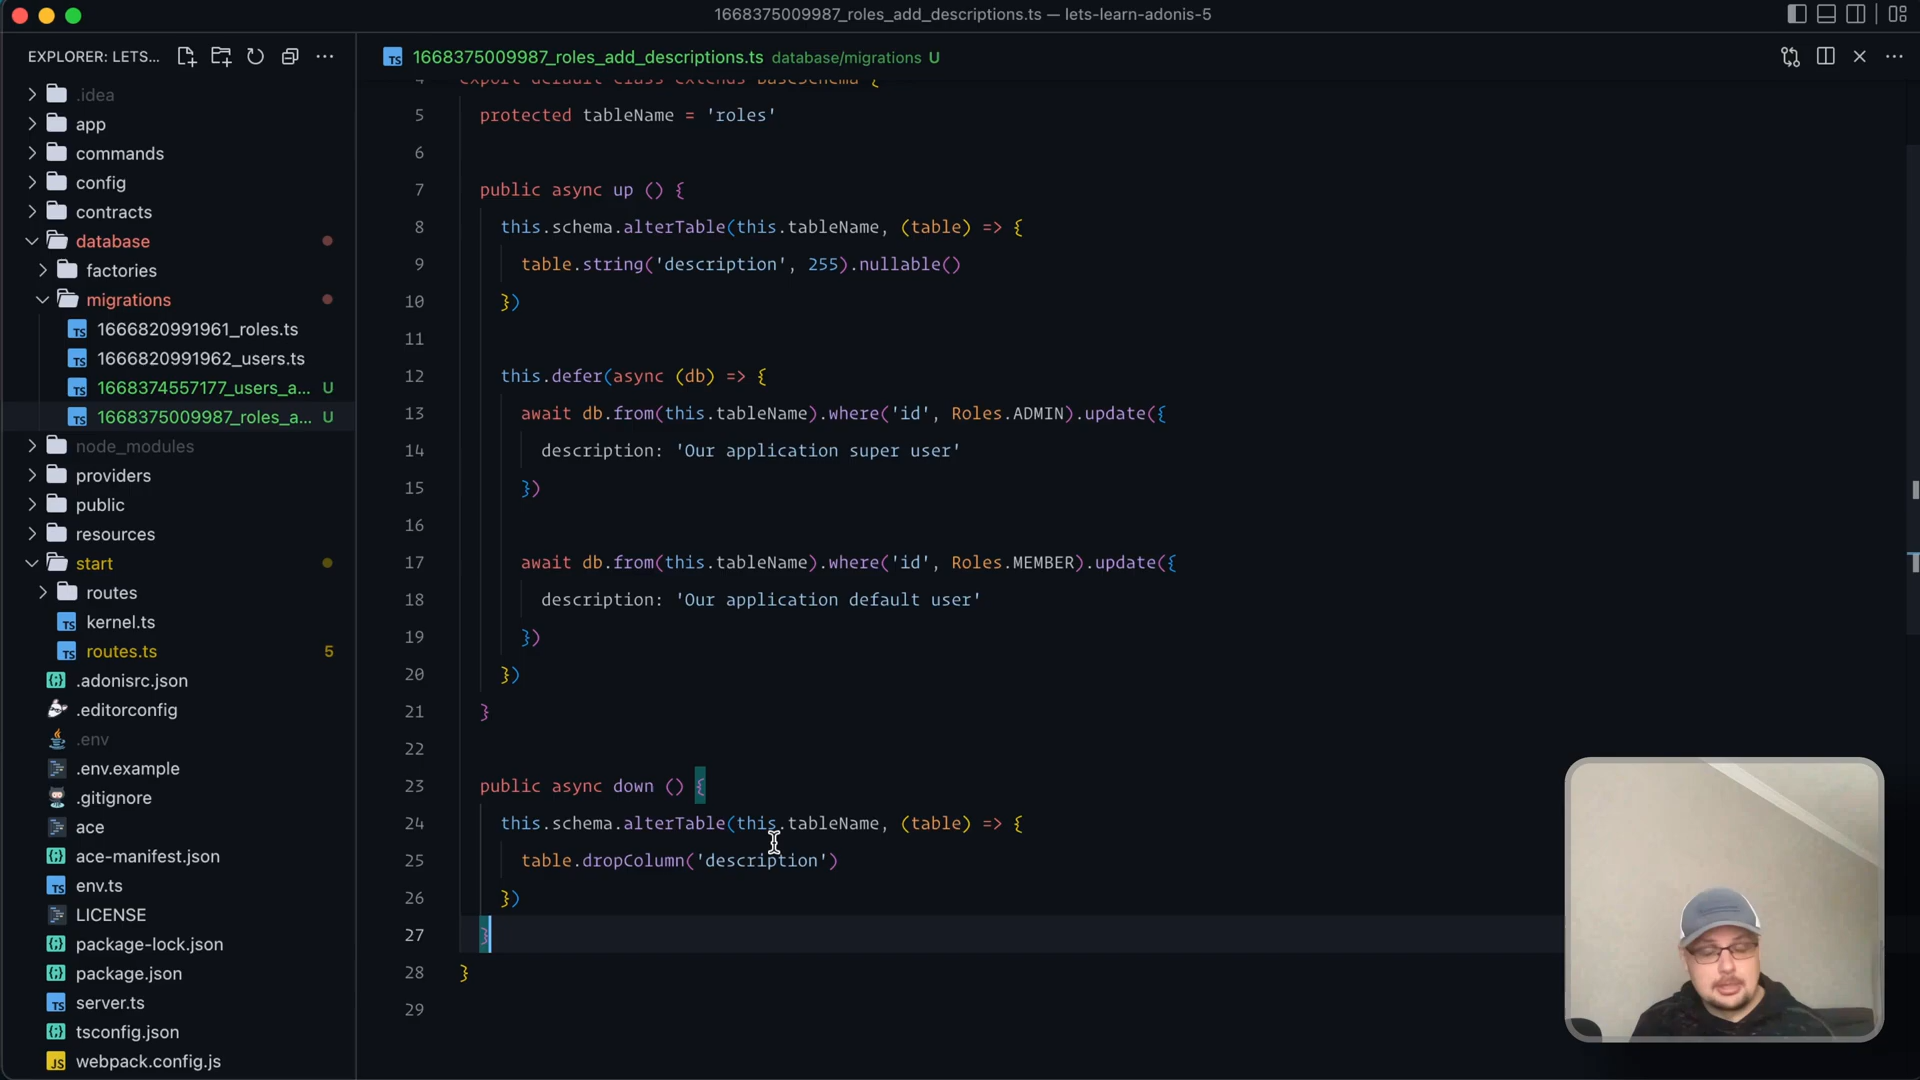 1668375009987_roles_add_descriptions.ts — lets-learn-adonis-5
EXPLORER: LETS...
.idea
app
commands
config
contracts
database
factories
migrations
1666820991961_roles.ts
1666820991962_users.ts
1668374557177_users_a... U
1668375009987_roles_a... U
node_modules
providers
public
resources
start
routes
kernel.ts
routes.ts 5
.adonisrc.json
.editorconfig
.env
.env.example
.gitignore
ace
ace-manifest.json
env.ts
LICENSE
package-lock.json
package.json
server.ts
tsconfig.json
webpack.config.js
1668375009987_roles_add_descriptions.ts database/migrations U
4 export default class extends BaseSchema {
5 protected tableName = 'roles'
6
7 public async up () {
8 this.schema.alterTable(this.tableName, (table) => {
9 table.string('description', 255).nullable()
10 })
11
12 this.defer(async (db) => {
13 await db.from(this.tableName).where('id', Roles.ADMIN).update({
14 description: 'Our application super user'
15 })
16
17 await db.from(this.tableName).where('id', Roles.MEMBER).update({
18 description: 'Our application default user'
19 })
20 })
21 }
22
23 public async down () {
24 this.schema.alterTable(this.tableName, (table) => {
25 table.dropColumn('description')
26 })
27 }
28 }
29